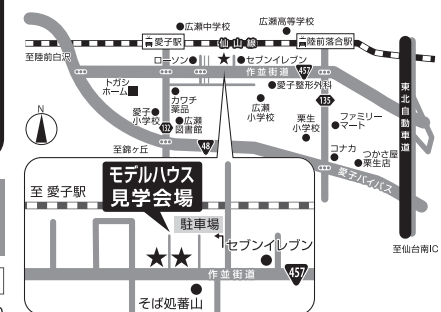 広瀬中学校
広瀬高等学校
愛子駅
仙山線
陸前落合駅
至陸前白沢
ローソン
セブンイレブン
作並街道
457
愛子整形外科
トガシ
ホーム
カワチ
薬品
135
東北自動車道
N
愛子
小学校
広瀬
図書館
132
広瀬
小学校
栗生
小学校
ファミリー
マート
コナカ
つかさ屋
栗生店
至錦ヶ丘
48
愛子バイパス
至仙台南IC
モデルハウス
見学会場
至 愛子駅
駐車場
セブンイレブン
作並街道
457
そば処蕃山